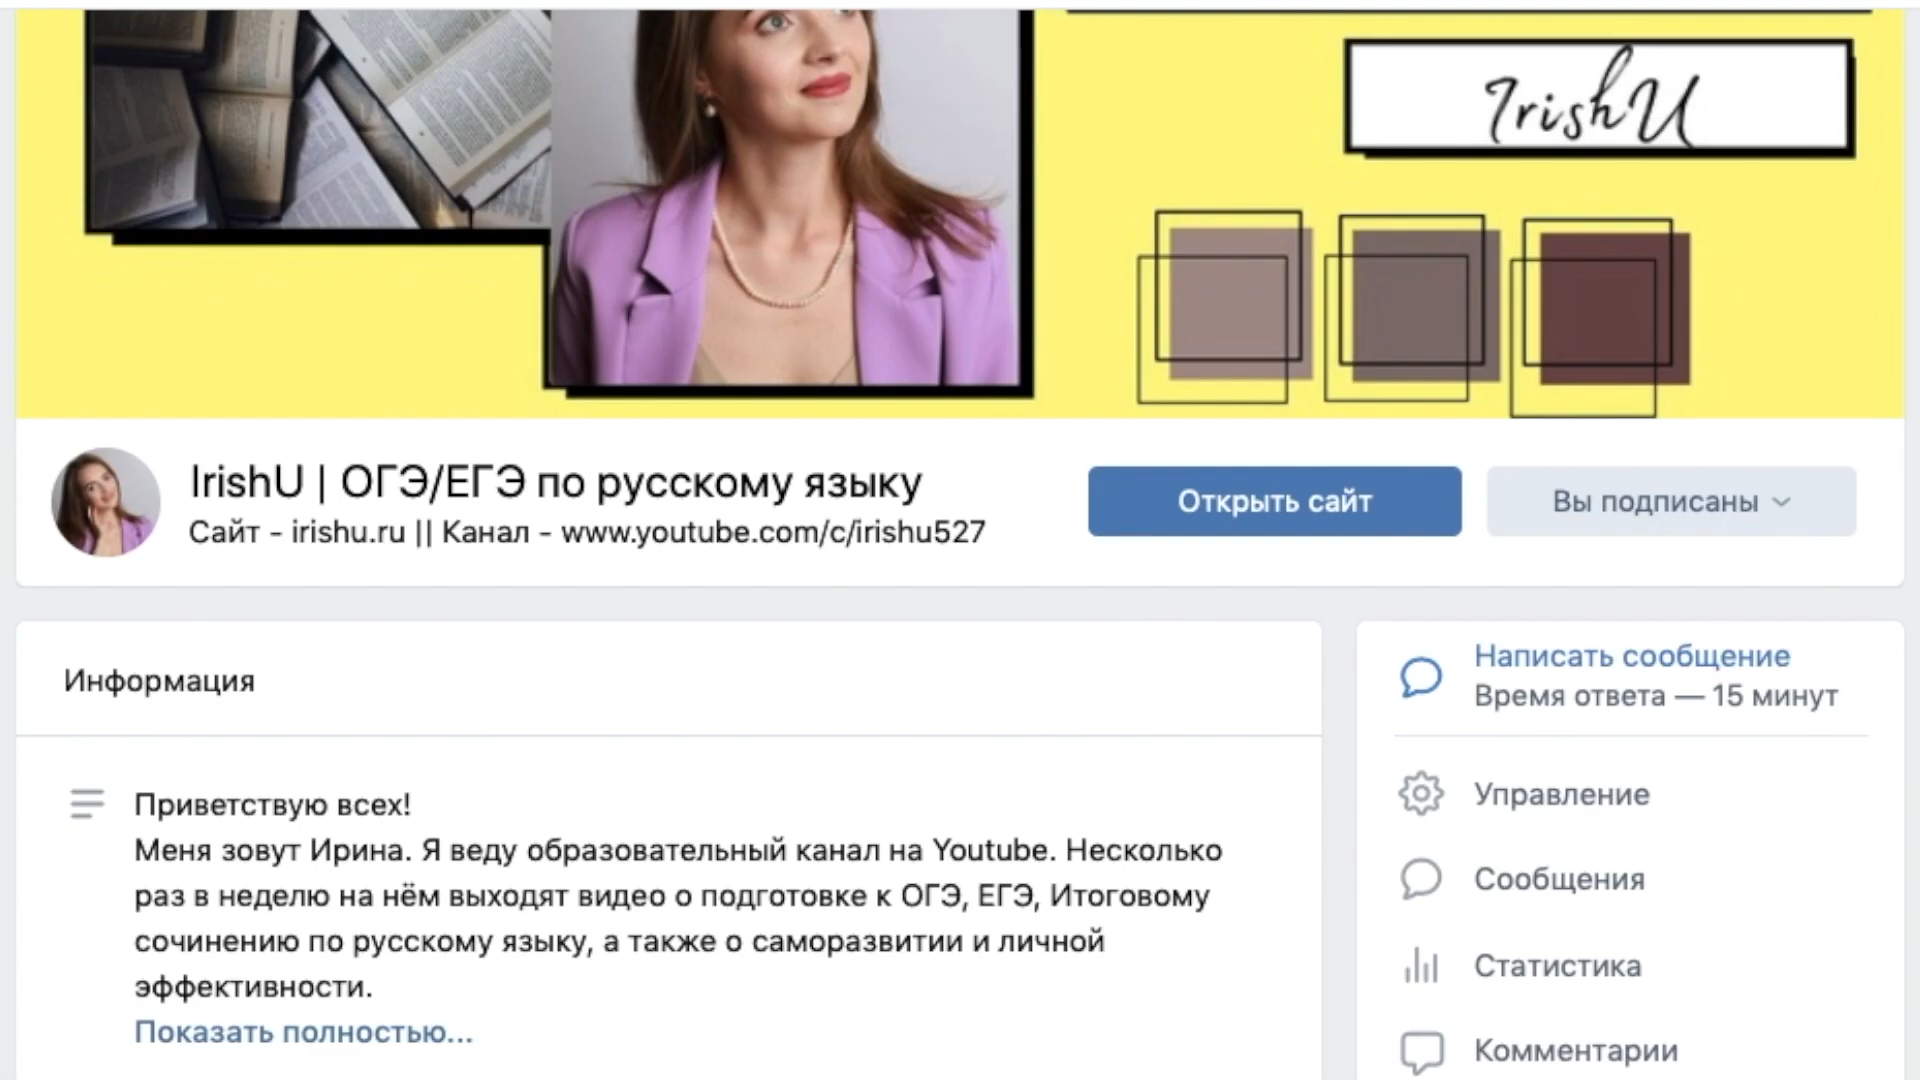 IrishU
IrishU | ОГЭ/ЕГЭ по русскому языку
Сайт - irishu.ru || Канал - www.youtube.com/c/irishu527
Открыть сайт
Вы подписаны
Информация
Приветствую всех!
Меня зовут Ирина. Я веду образовательный канал на Youtube. Несколько
раз в неделю на нём выходят видео о подготовке к ОГЭ, ЕГЭ, Итоговому
сочинению по русскому языку, а также о саморазвитии и личной
эффективности.
Показать полностью...
Написать сообщение
Время ответа — 15 минут
Управление
Сообщения
Статистика
Комментарии